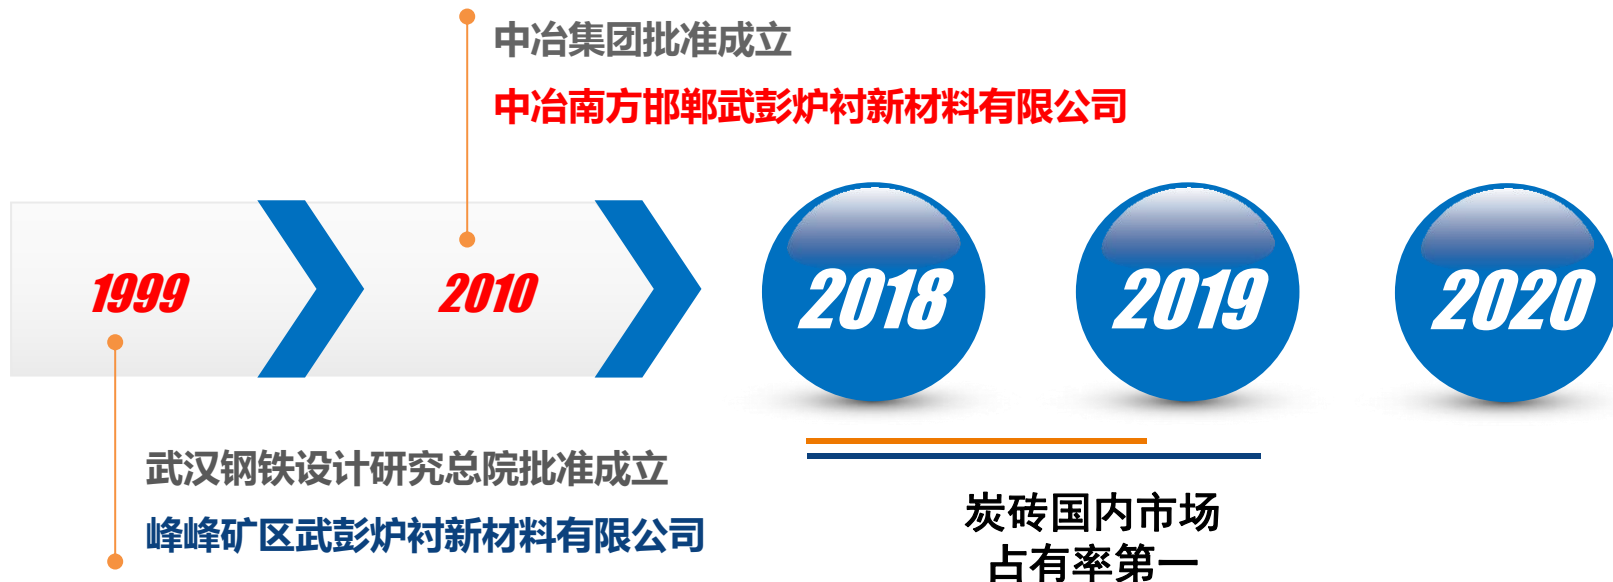 中冶集团批准成立
中冶南方邯郸武彭炉衬新材料有限公司
1999
2010
2018
2019
2020
武汉钢铁设计研究总院批准成立
峰峰矿区武彭炉衬新材料有限公司
炭砖国内市场
占有率第一